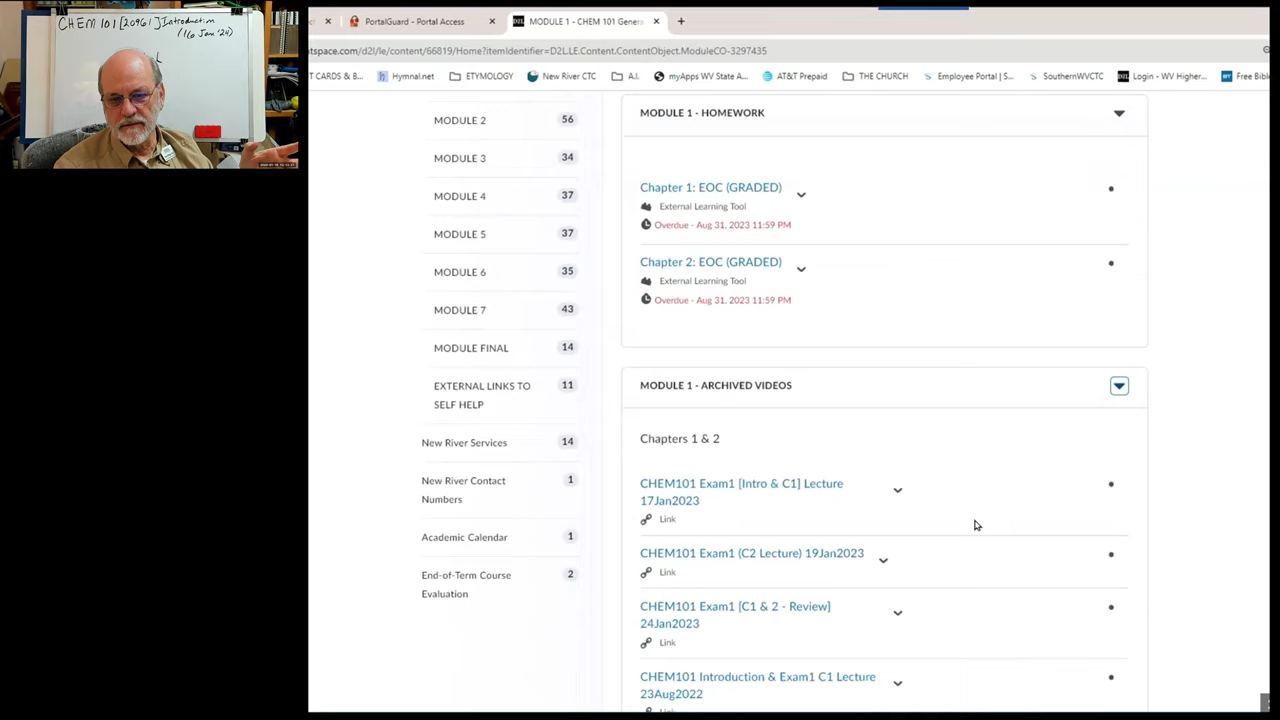 CHEM 101 [20961] Introduction
(16 Jan '24)
PortalGuard - Portal Access
MODULE 1 - CHEM 101 Genera
ntspace.com/d2l/le/content/66819/Home?itemIdentifier=D2L.LE.Content.ContentObject.ModuleCO-3297435
T CARDS & B...
Hymnal.net
ETYMOLOGY
New River CTC
A.I.
myApps WV State A...
AT&T Prepaid
THE CHURCH
Employee Portal | S...
SouthernWVCTC
Login - WV Higher...
Free Bibl
MODULE 2 56
MODULE 3 34
MODULE 4 37
MODULE 5 37
MODULE 6 35
MODULE 7 43
MODULE FINAL 14
EXTERNAL LINKS TO 11
SELF HELP
New River Services 14
New River Contact 1
Numbers
Academic Calendar 1
End-of-Term Course 2
Evaluation
MODULE 1 - HOMEWORK
Chapter 1: EOC (GRADED)
External Learning Tool
Overdue - Aug 31, 2023 11:59 PM
Chapter 2: EOC (GRADED)
External Learning Tool
Overdue - Aug 31, 2023 11:59 PM
MODULE 1 - ARCHIVED VIDEOS
Chapters 1 & 2
CHEM101 Exam1 [Intro & C1] Lecture
17Jan2023
Link
CHEM101 Exam1 (C2 Lecture) 19Jan2023
Link
CHEM101 Exam1 [C1 & 2 - Review]
24Jan2023
Link
CHEM101 Introduction & Exam1 C1 Lecture
23Aug2022